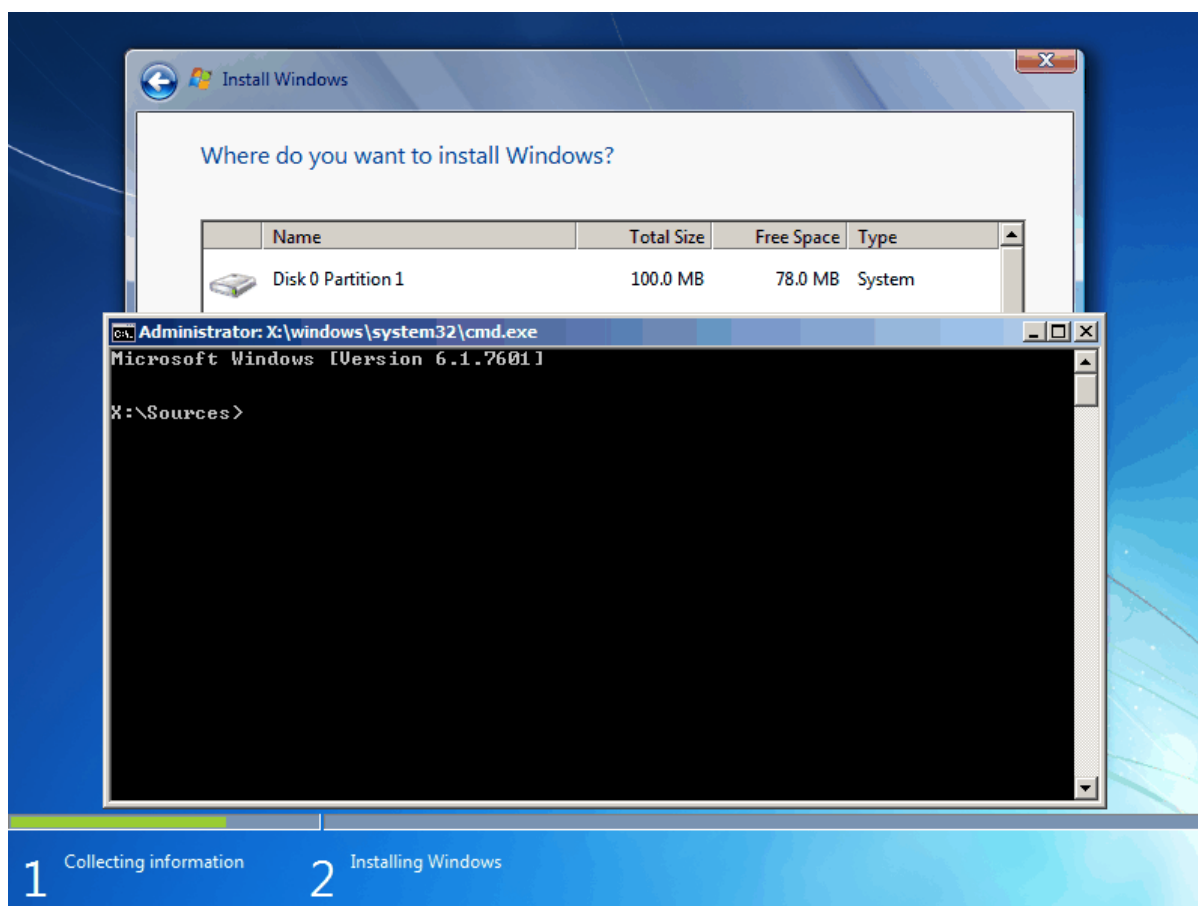 Install Windows
Where do you want to install Windows?
Name Total Size Free Space Type
Disk 0 Partition 1 100.0 MB 78.0 MB System
Administrator: X:\windows\system32\cmd.exe
Microsoft Windows [Version 6.1.7601]
X:\Sources>
1 Collecting information 2 Installing Windows